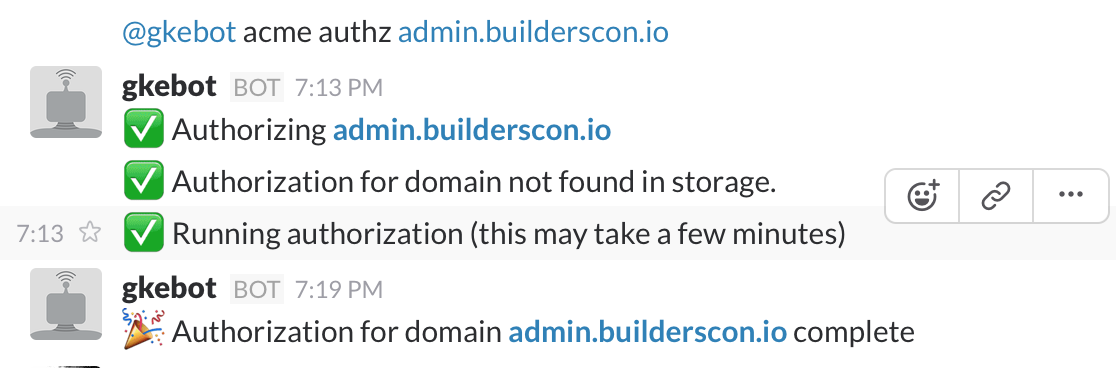 @gkebot acme authz admin.builderscon.io
gkebot BOT 7:13 PM
✅ Authorizing admin.builderscon.io
✅ Authorization for domain not found in storage.
7:13 ☆ ✅ Running authorization (this may take a few minutes)
gkebot BOT 7:19 PM
🎉 Authorization for domain admin.builderscon.io complete